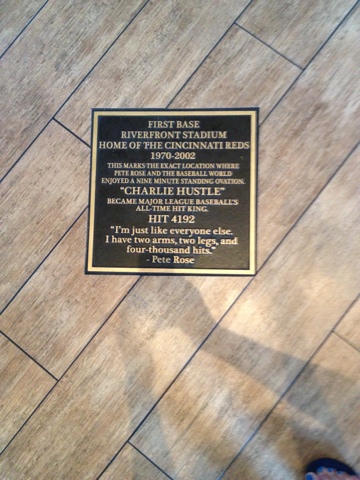 FIRST BASE
RIVERFRONT STADIUM
HOME OF THE CINCINNATI REDS
1970-2002
THIS MARKS THE EXACT LOCATION WHERE
PETE ROSE AND THE BASEBALL WORLD
ENJOYED A NINE MINUTE STANDING OVATION.
"CHARLIE HUSTLE"
BECAME MAJOR LEAGUE BASEBALL'S
ALL-TIME HIT KING.
HIT 4192
"I'm just like everyone else.
I have two arms, two legs, and
four-thousand hits."
- Pete Rose